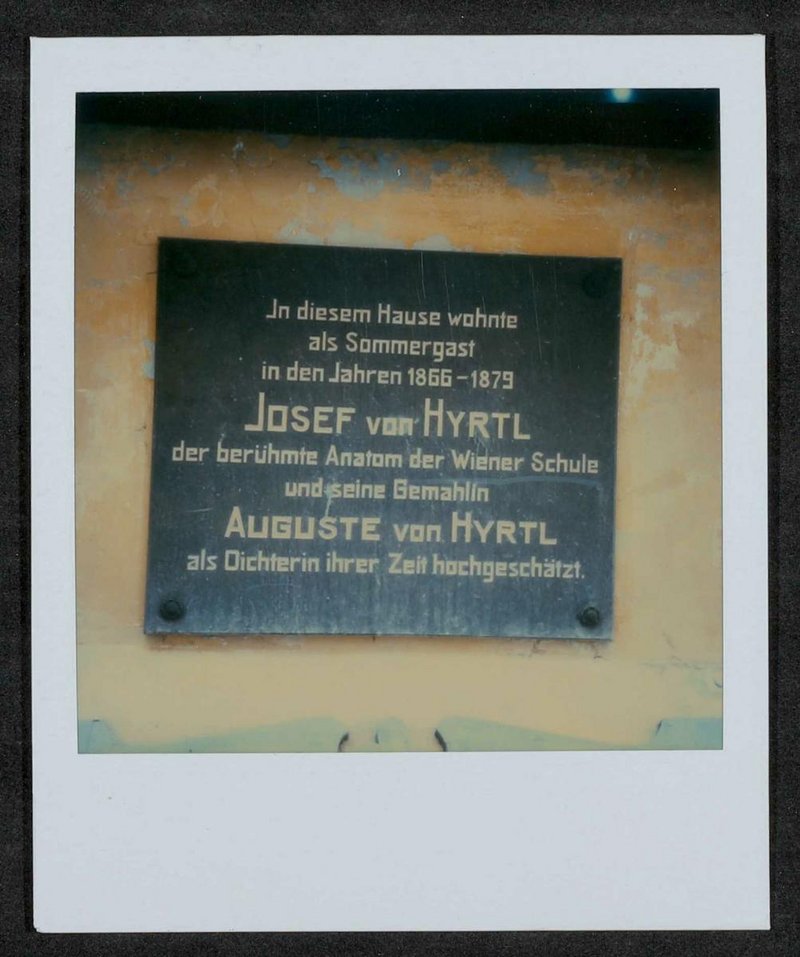 In diesem Hause wohnte
als Sommergast
in den Jahren 1866-1879
JOSEF von HYRTL
der berühmte Anatom der Wiener Schule
und seine Gemahlin
AUGUSTE von HYRTL
als Dichterin ihrer Zeit hochgeschätzt.